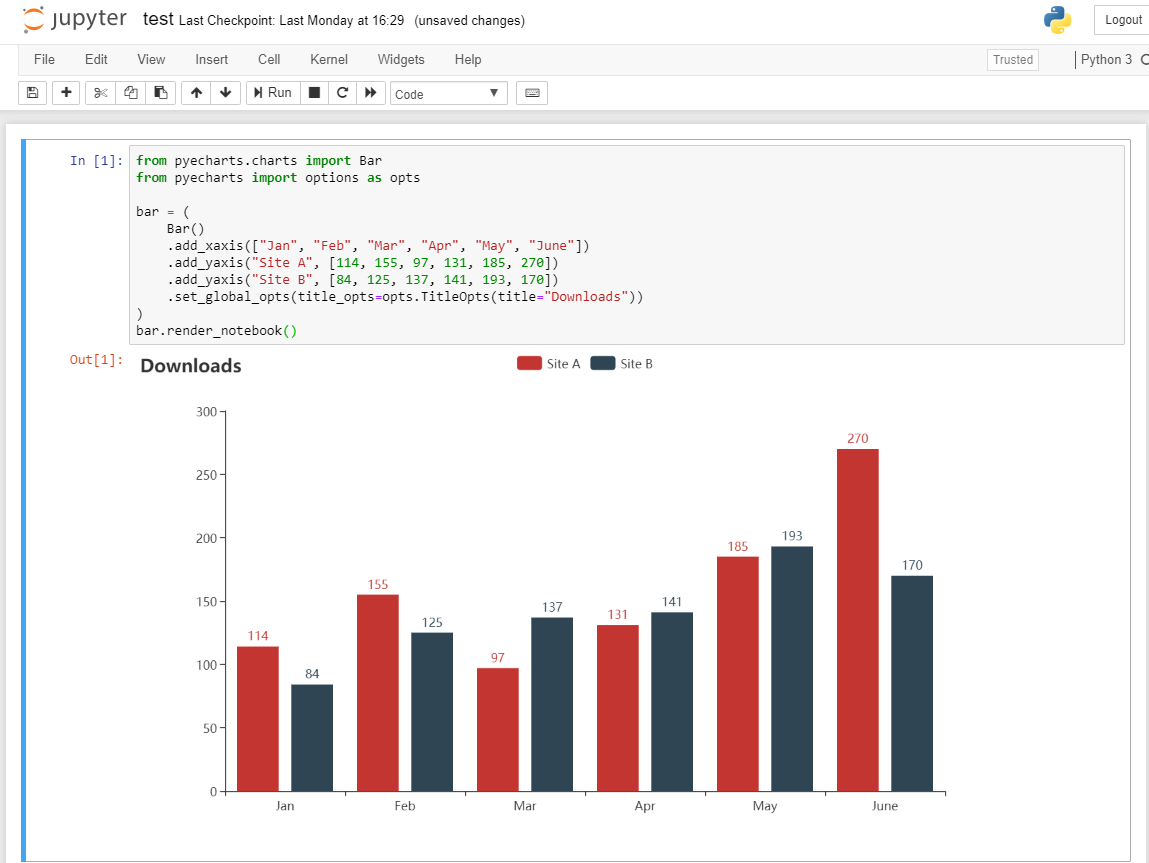 jupyter test Last Checkpoint: Last Monday at 16:29 (unsaved changes) Logout
File Edit View Insert Cell Kernel Widgets Help Trusted Python 3
Run Code
In [1]: from pyecharts.charts import Bar
from pyecharts import options as opts
bar = (
Bar()
.add_xaxis(["Jan", "Feb", "Mar", "Apr", "May", "June"])
.add_yaxis("Site A", [114, 155, 97, 131, 185, 270])
.add_yaxis("Site B", [84, 125, 137, 141, 193, 170])
.set_global_opts(title_opts=opts.TitleOpts(title="Downloads"))
)
bar.render_notebook()
Out[1]: Downloads Site A Site B
300
270
250
200
193
185
170
155
150
141
137
131
125
114
100
97
84
50
0
Jan Feb Mar Apr May June